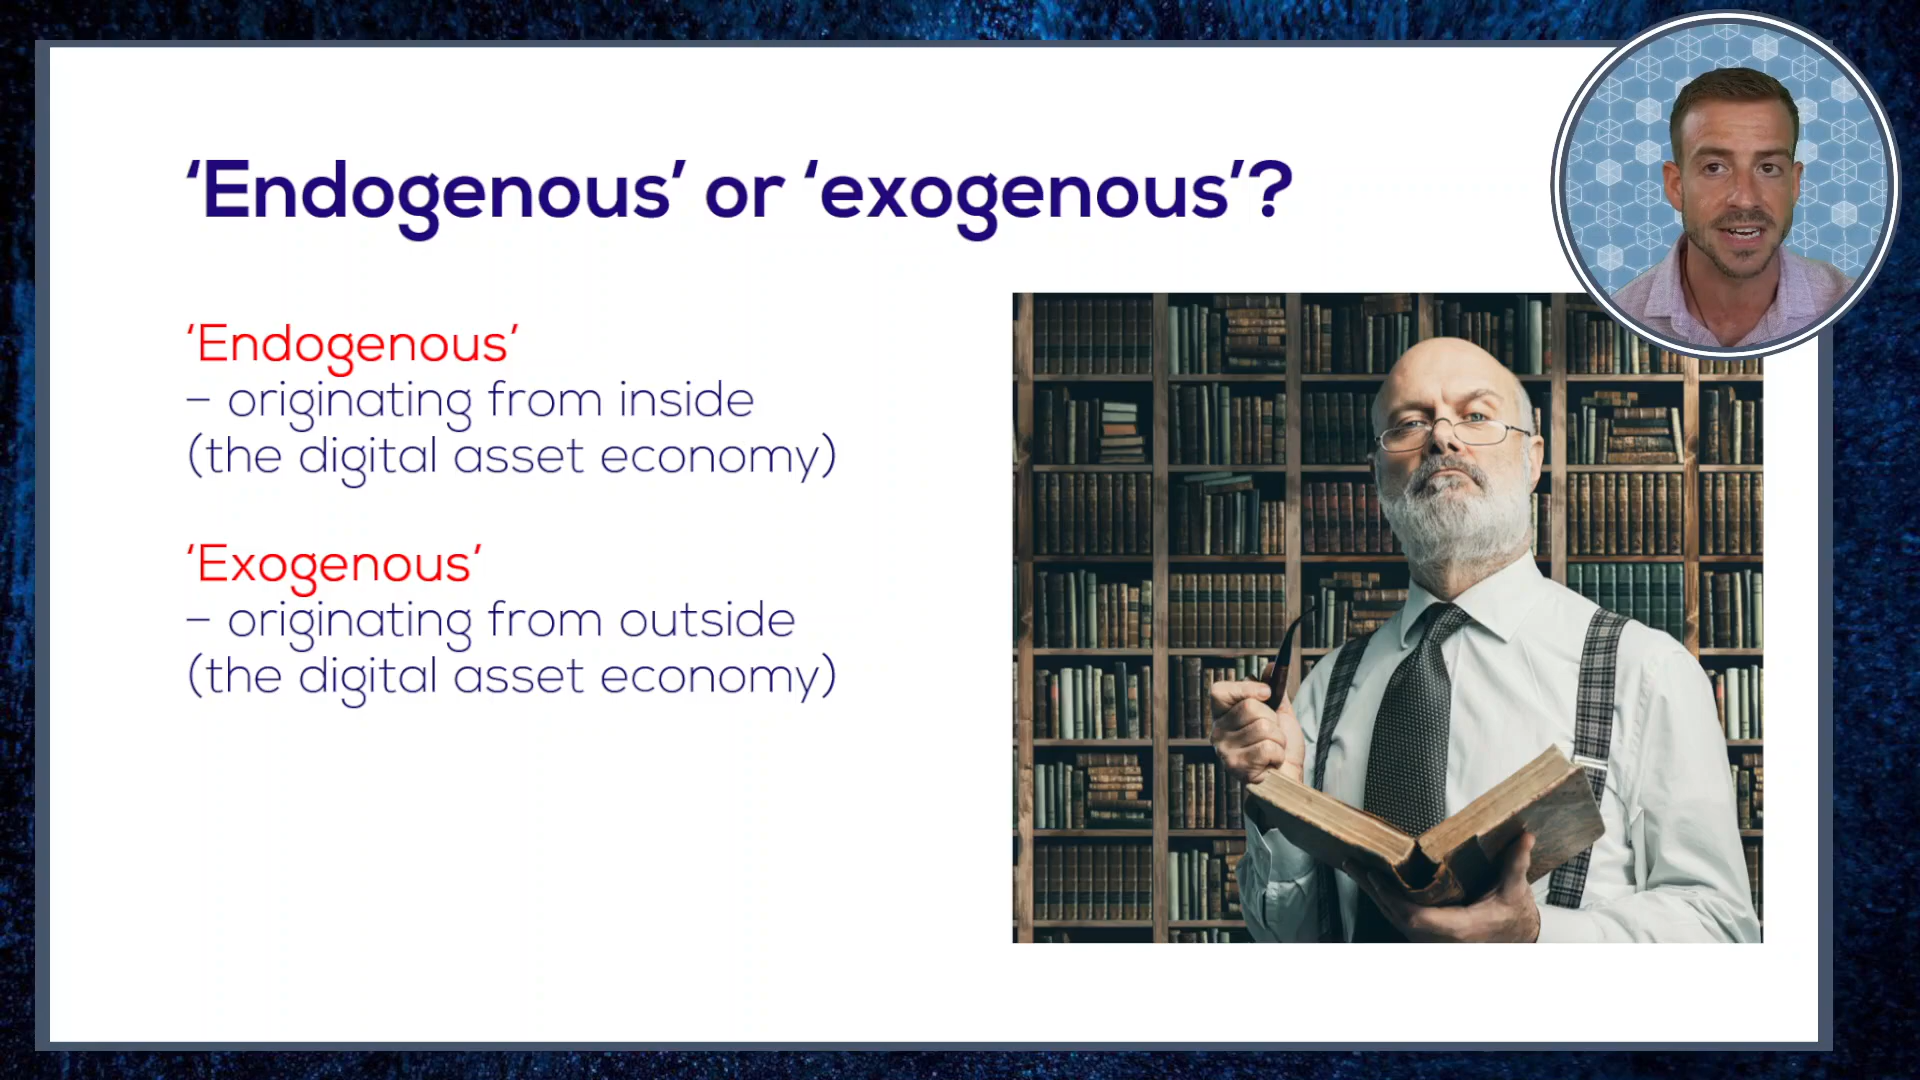 ‘Endogenous’ or ‘exogenous’?
‘Endogenous’
– originating from inside
(the digital asset economy)
‘Exogenous’
– originating from outside
(the digital asset economy)